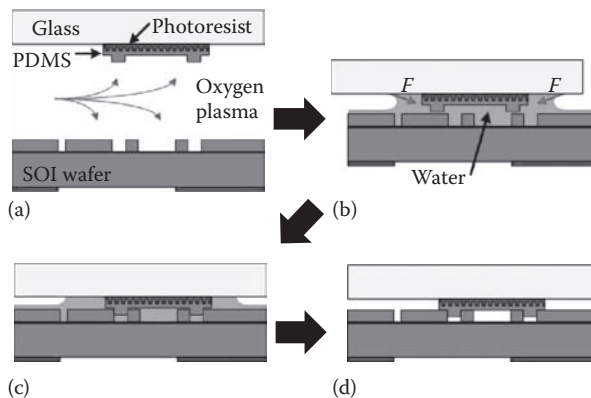 Glass
Photoresist
PDMS
Oxygen
plasma
SOI wafer
(a)
F
F
Water
(b)
(c)
(d)